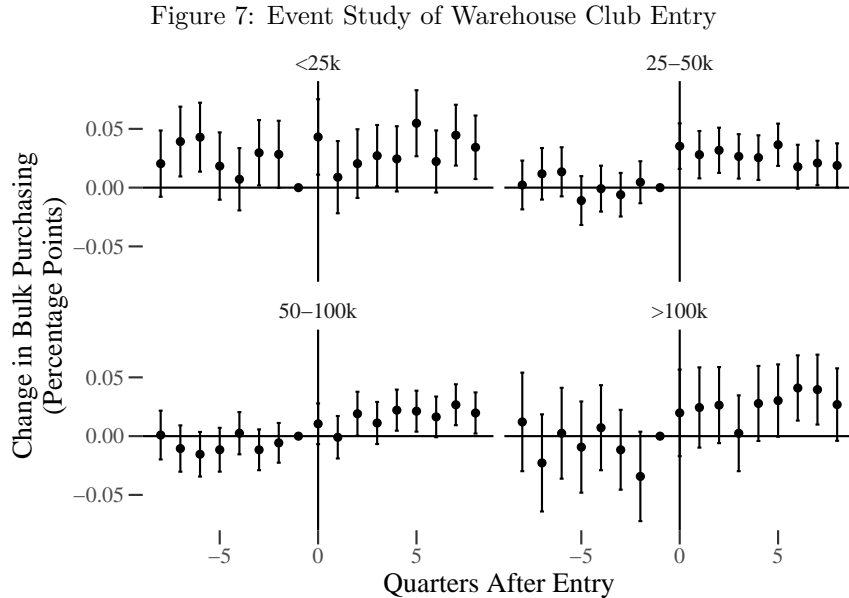 Figure 7: Event Study of Warehouse Club Entry
<25k
25–50k
0.05
0.00
−0.05
50–100k
>100k
0.05
0.00
−0.05
−5
0
5
−5
0
5
Change in Bulk Purchasing
(Percentage Points)
Quarters After Entry